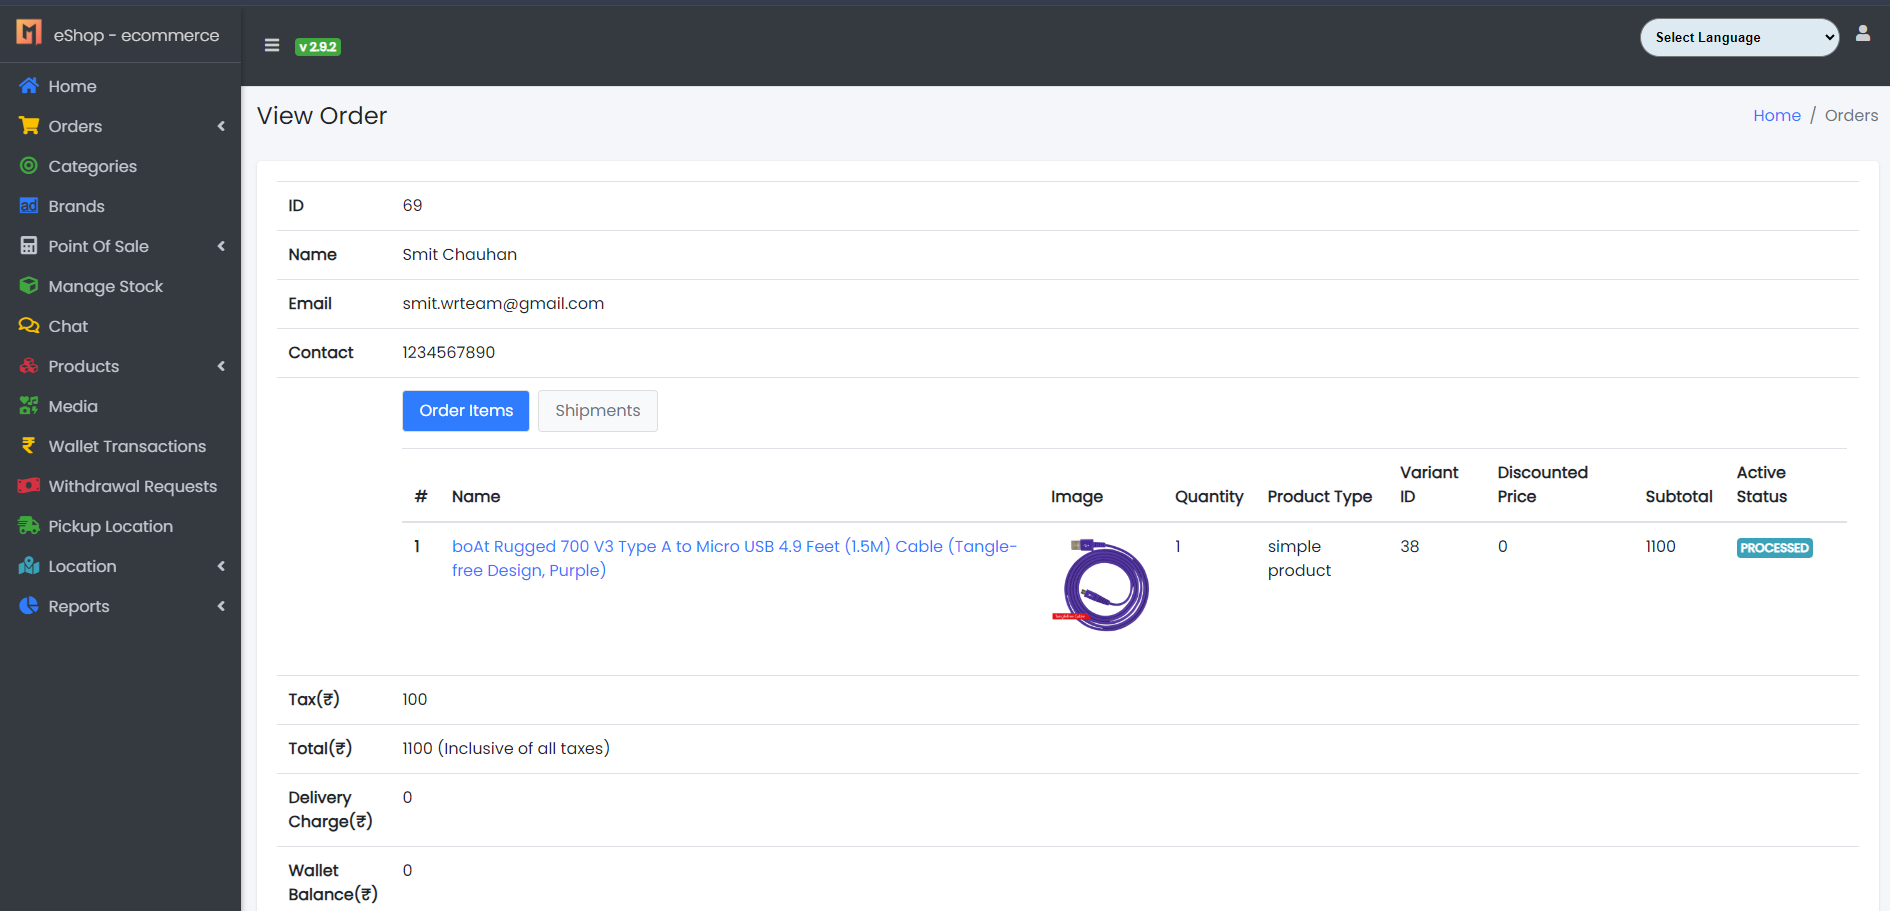 eShop - ecommerce
v 2.9.2
Select Language
Home
Orders
Categories
Brands
ad
Point Of Sale
Manage Stock
Chat
Products
Media
Wallet Transactions
Withdrawal Requests
Pickup Location
Location
Reports
View Order
Home / Orders
ID 69
Name Smit Chauhan
Email smit.wrteam@gmail.com
Contact 1234567890
Order Items Shipments
# Name Image Quantity Product Type Variant ID Discounted Price Subtotal Active Status
1 boAt Rugged 700 V3 Type A to Micro USB 4.9 Feet (1.5M) Cable (Tangle-
free Design, Purple)
1 simple product 38 0 1100 PROCESSED
Tax(₹) 100
Total(₹) 1100 (Inclusive of all taxes)
Delivery Charge(₹) 0
Wallet Balance(₹) 0